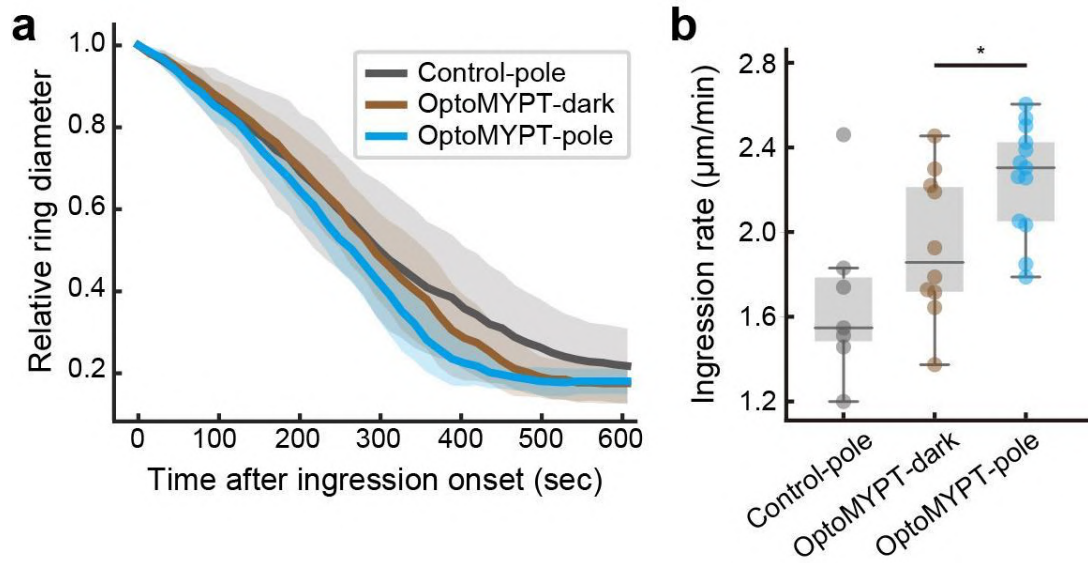 a
Relative ring diameter
1.0
0.8
0.6
0.4
0.2
0
100
200
300
400
500
600
Time after ingression onset (sec)
Control-pole
OptoMYPT-dark
OptoMYPT-pole
b
Ingression rate (μm/min)
2.8
2.4
2.0
1.6
1.2
*
Control-pole
OptoMYPT-dark
OptoMYPT-pole